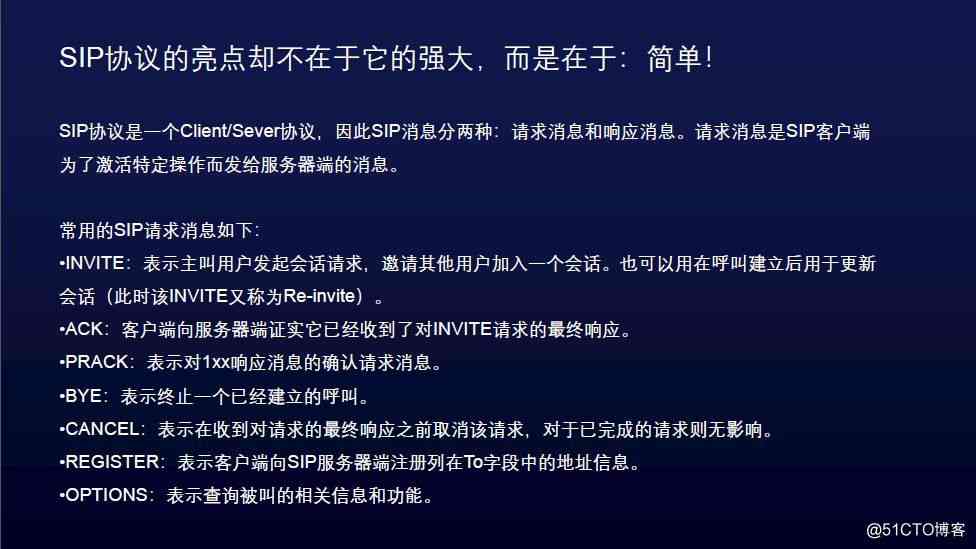 SIP协议的亮点却不在于它的强大，而是在于：简单！
SIP协议是一个Client/Sever协议，因此SIP消息分两种：请求消息和响应消息。请求消息是SIP客户端
为了激活特定操作而发给服务器端的消息。
常用的SIP请求消息如下：
•INVITE：表示主叫用户发起会话请求，邀请其他用户加入一个会话。也可以用在呼叫建立后用于更新
会话（此时该INVITE又称为Re-invite）。
•ACK：客户端向服务器端证实它已经收到了对INVITE请求的最终响应。
•PRACK：表示对1xx响应消息的确认请求消息。
•BYE：表示终止一个已经建立的呼叫。
•CANCEL：表示在收到对请求的最终响应之前取消该请求，对于已完成的请求则无影响。
•REGISTER：表示客户端向SIP服务器端注册列在To字段中的地址信息。
•OPTIONS：表示查询被叫的相关信息和功能。
@51CTO博客